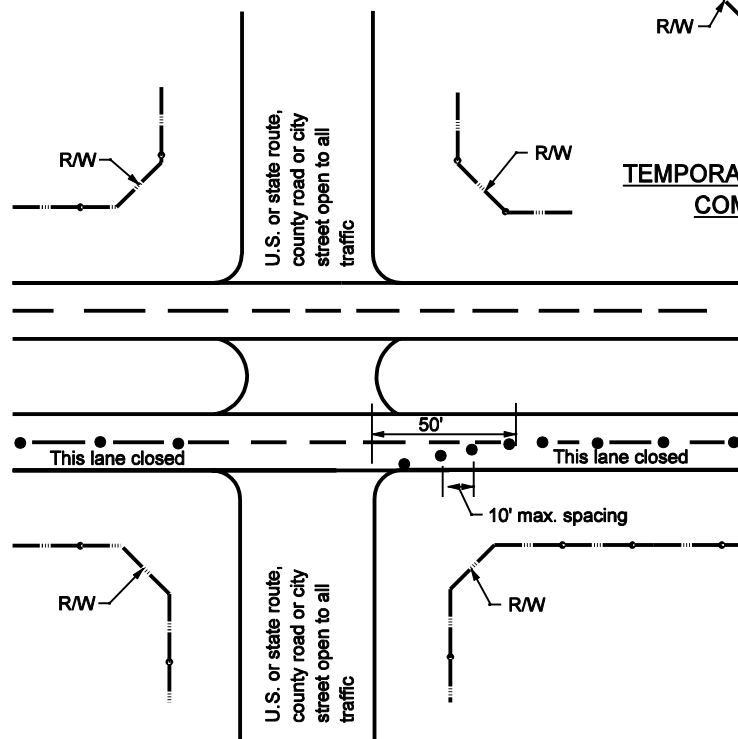 R/W
U.S. or state route,
county road or city
street open to all
traffic
R/W
R/W
TEMPORA
COM
50'
This lane closed
This lane closed
10' max. spacing
R/W
R/W
U.S. or state route,
county road or city
street open to all
traffic